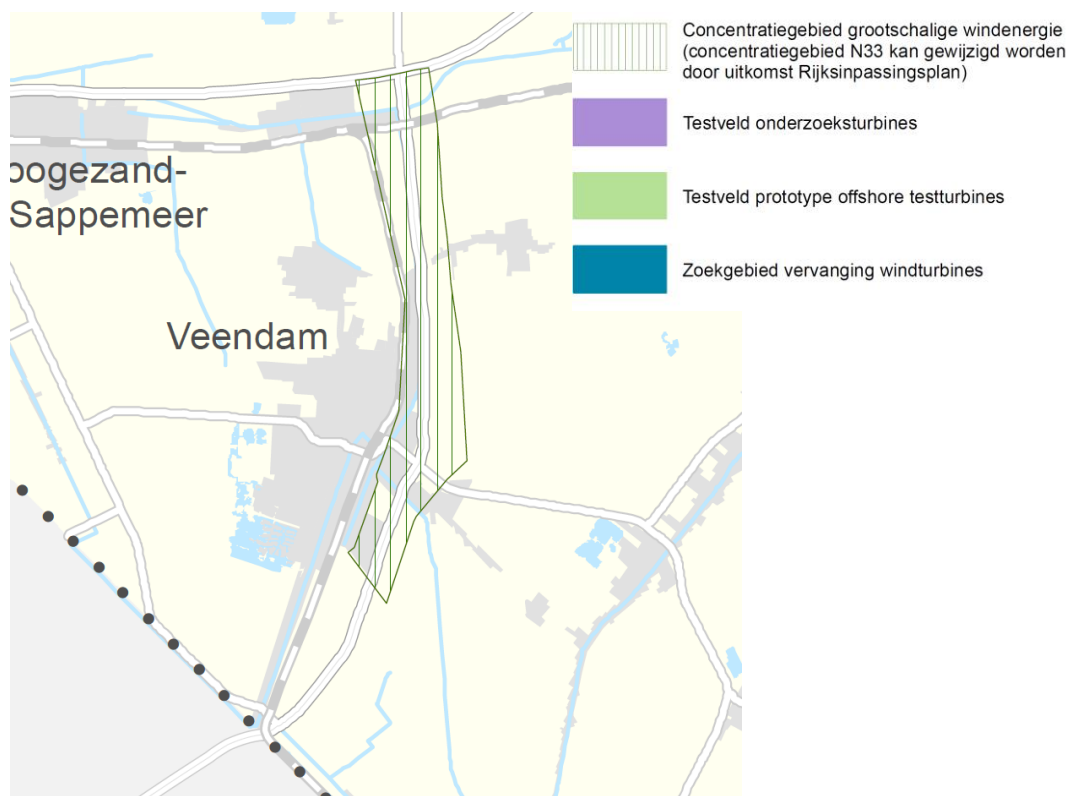 Concentratiegebied grootschalige windenergie
(concentratiegebied N33 kan gewijzigd worden
door uitkomst Rijksinpassingsplan)
Testveld onderzoeksturbines
Testveld prototype offshore testturbines
Zoekgebied vervanging windturbines
oogezand-
Sappemeer
Veendam